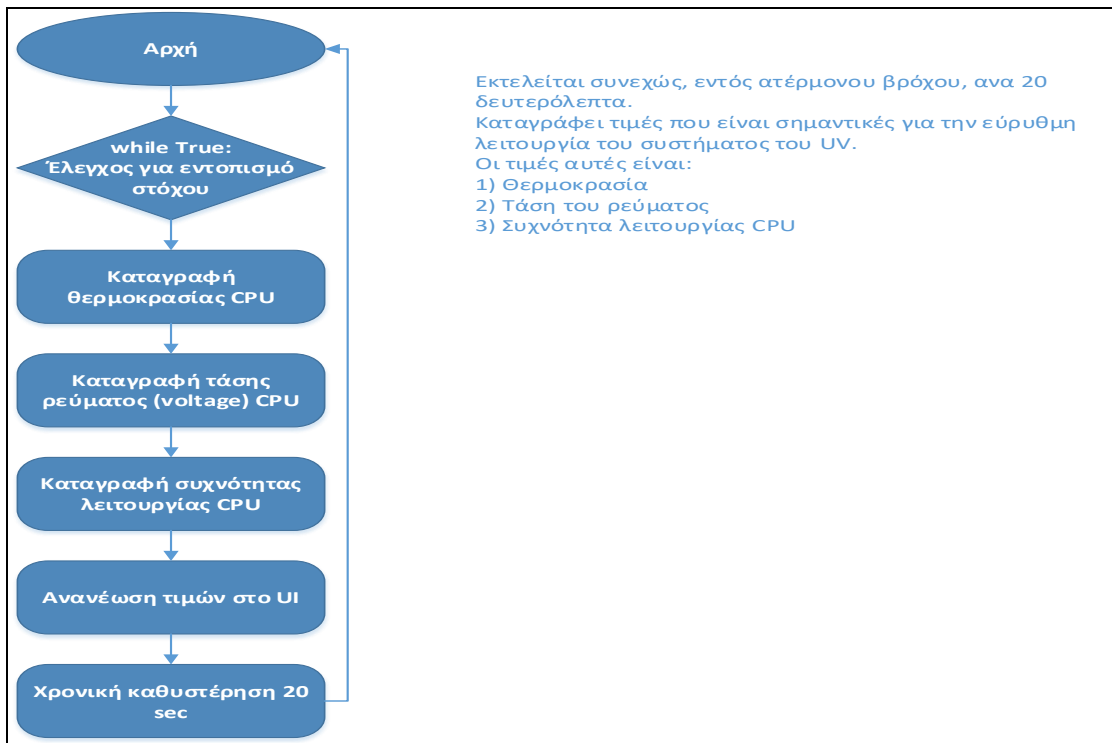 Αρχή
while True:
Έλεγχος για εντοπισμό
στόχου
Καταγραφή
θερμοκρασίας CPU
Καταγραφή τάσης
ρεύματος (voltage) CPU
Καταγραφή συχνότητας
λειτουργίας CPU
Ανανέωση τιμών στο UI
Χρονική καθυστέρηση 20
sec
Εκτελείται συνεχώς, εντός ατέρμονου βρόχου, ανα 20
δευτερόλεπτα.
Καταγράφει τιμές που είναι σημαντικές για την εύρυθμη
λειτουργία του συστήματος του UV.
Οι τιμές αυτές είναι:
1) Θερμοκρασία
2) Τάση του ρεύματος
3) Συχνότητα λειτουργίας CPU